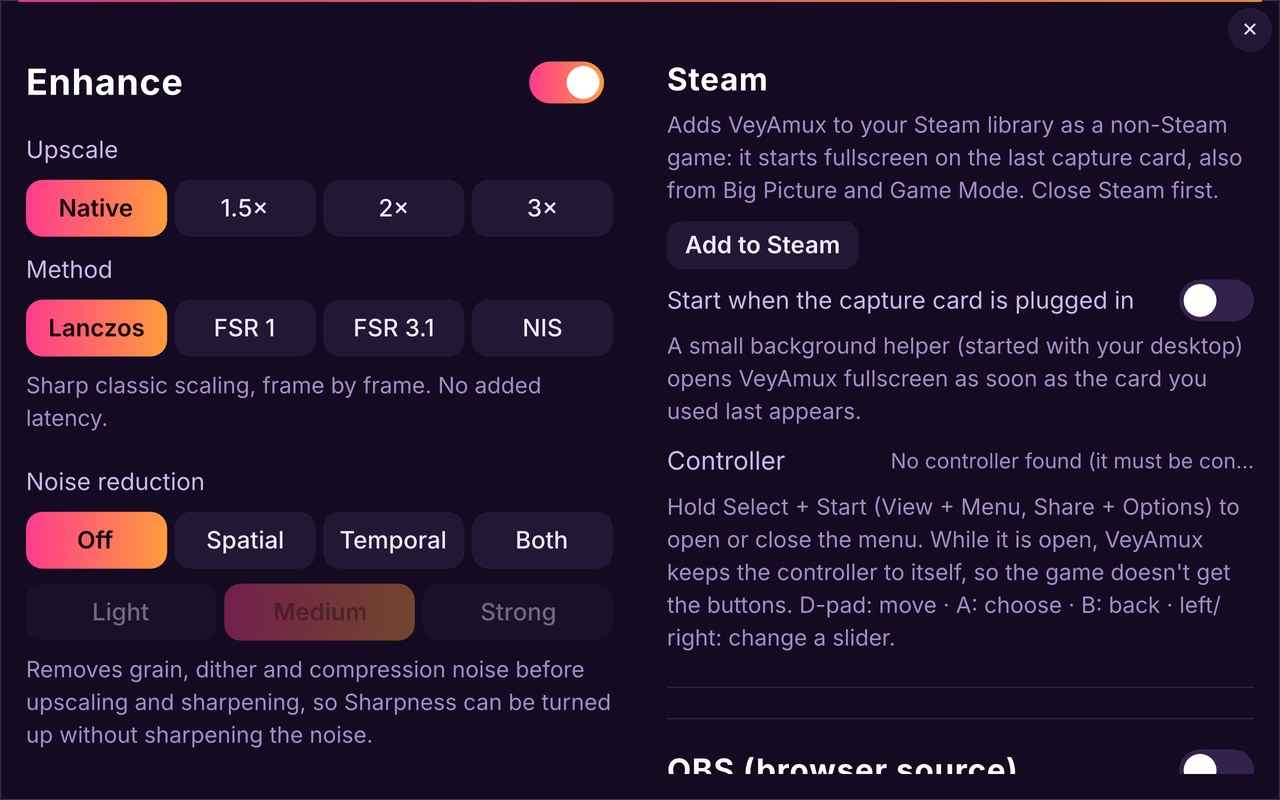 ×
Enhance
Upscale
Native 1.5× 2× 3×
Method
Lanczos FSR 1 FSR 3.1 NIS
Sharp classic scaling, frame by frame. No added
latency.
Noise reduction
Off Spatial Temporal Both
Light Medium Strong
Removes grain, dither and compression noise before
upscaling and sharpening, so Sharpness can be turned
up without sharpening the noise.
Steam
Adds VeyAmux to your Steam library as a non-Steam
game: it starts fullscreen on the last capture card, also
from Big Picture and Game Mode. Close Steam first.
Add to Steam
Start when the capture card is plugged in
A small background helper (started with your desktop)
opens VeyAmux fullscreen as soon as the card you
used last appears.
Controller No controller found (it must be con...
Hold Select + Start (View + Menu, Share + Options) to
open or close the menu. While it is open, VeyAmux
keeps the controller to itself, so the game doesn't get
the buttons. D-pad: move · A: choose · B: back · left/
right: change a slider.
OBS (browser source)